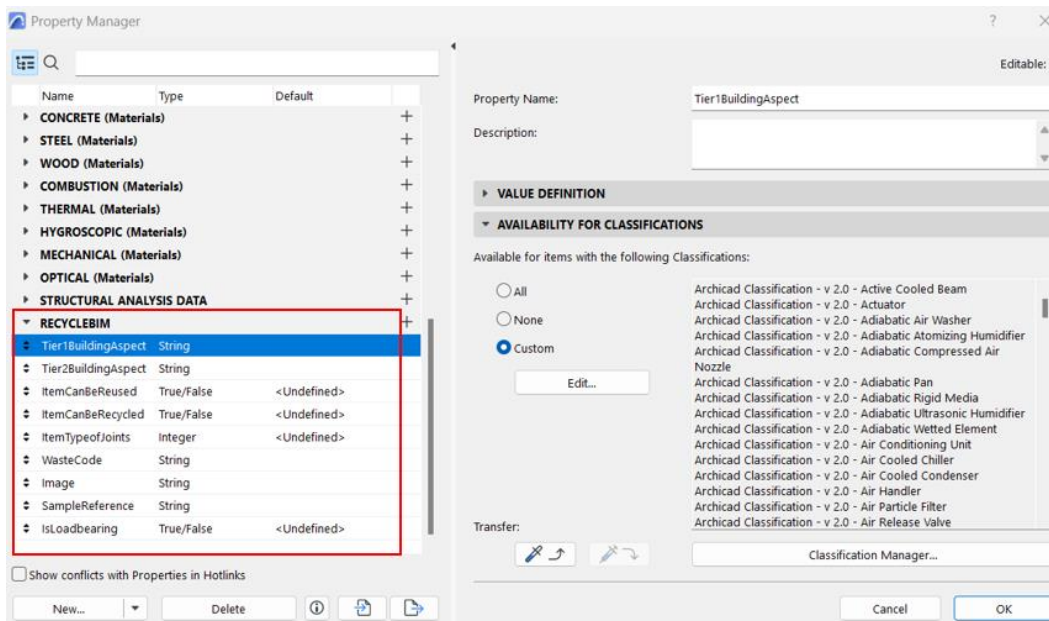 Property Manager
?
Editable:
Name Type Default
CONCRETE (Materials)
STEEL (Materials)
WOOD (Materials)
COMBUSTION (Materials)
THERMAL (Materials)
HYGROSCOPIC (Materials)
MECHANICAL (Materials)
OPTICAL (Materials)
STRUCTURAL ANALYSIS DATA
RECYCLEBIM
Tier1BuildingAspect String
Tier2BuildingAspect String
ItemCanBeReused True/False <Undefined>
ItemCanBeRecycled True/False <Undefined>
ItemTypeofJoints Integer <Undefined>
WasteCode String
Image String
SampleReference String
IsLoadbearing True/False <Undefined>
Show conflicts with Properties in Hotlinks
New... Delete
Property Name: Tier1BuildingAspect
Description:
VALUE DEFINITION
AVAILABILITY FOR CLASSIFICATIONS
Available for items with the following Classifications:
All
None
Custom
Edit...
Archicad Classification - v 2.0 - Active Cooled Beam
Archicad Classification - v 2.0 - Actuator
Archicad Classification - v 2.0 - Adiabatic Air Washer
Archicad Classification - v 2.0 - Adiabatic Atomizing Humidifier
Archicad Classification - v 2.0 - Adiabatic Compressed Air
Nozzle
Archicad Classification - v 2.0 - Adiabatic Pan
Archicad Classification - v 2.0 - Adiabatic Rigid Media
Archicad Classification - v 2.0 - Adiabatic Ultrasonic Humidifier
Archicad Classification - v 2.0 - Adiabatic Wetted Element
Archicad Classification - v 2.0 - Air Conditioning Unit
Archicad Classification - v 2.0 - Air Cooled Chiller
Archicad Classification - v 2.0 - Air Cooled Condenser
Archicad Classification - v 2.0 - Air Handler
Archicad Classification - v 2.0 - Air Particle Filter
Archicad Classification - v 2.0 - Air Release Valve
Transfer:
Classification Manager...
Cancel OK